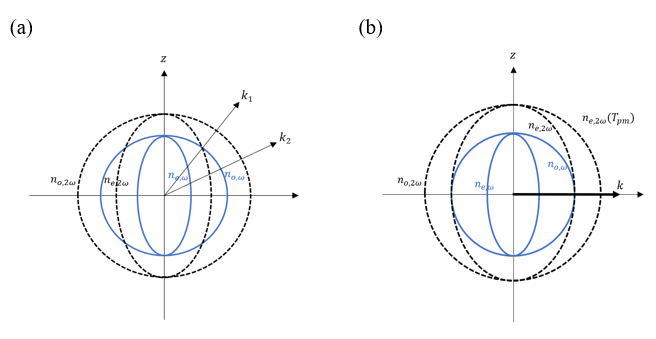 (a)
(b)
z
k₁
k₂
nₒ,₂ω
nₑ,₂ω
nₑ,ω
nₒ,ω
z
nₑ,₂ω(Tₚₘ)
nₑ,₂ω
nₒ,ω
nₒ,₂ω
nₑ,ω
k